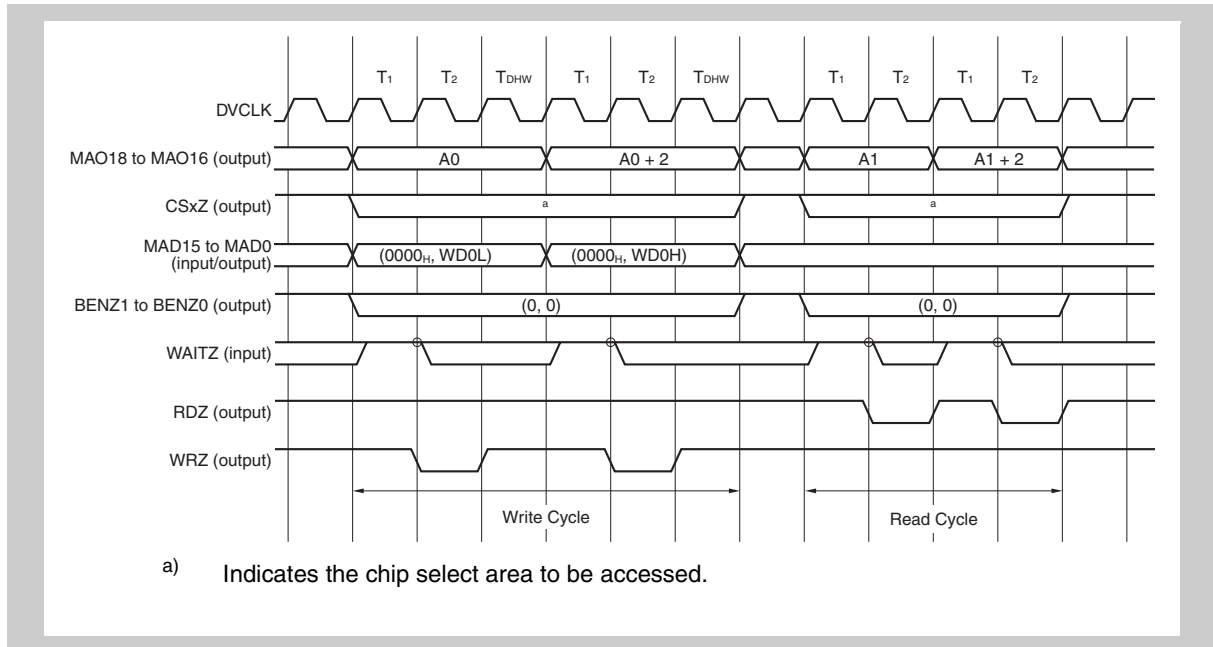 T1 T2 TDHW T1 T2 TDHW T1 T2 T1 T2
DVCLK
MAO18 to MAO16 (output) A0 A0 + 2 A1 A1 + 2
CSxZ (output) a a
MAD15 to MAD0
(input/output) (0000H, WD0L) (0000H, WD0H)
BENZ1 to BENZ0 (output) (0, 0) (0, 0)
WAITZ (input)
RDZ (output)
WRZ (output)
Write Cycle Read Cycle
a) Indicates the chip select area to be accessed.